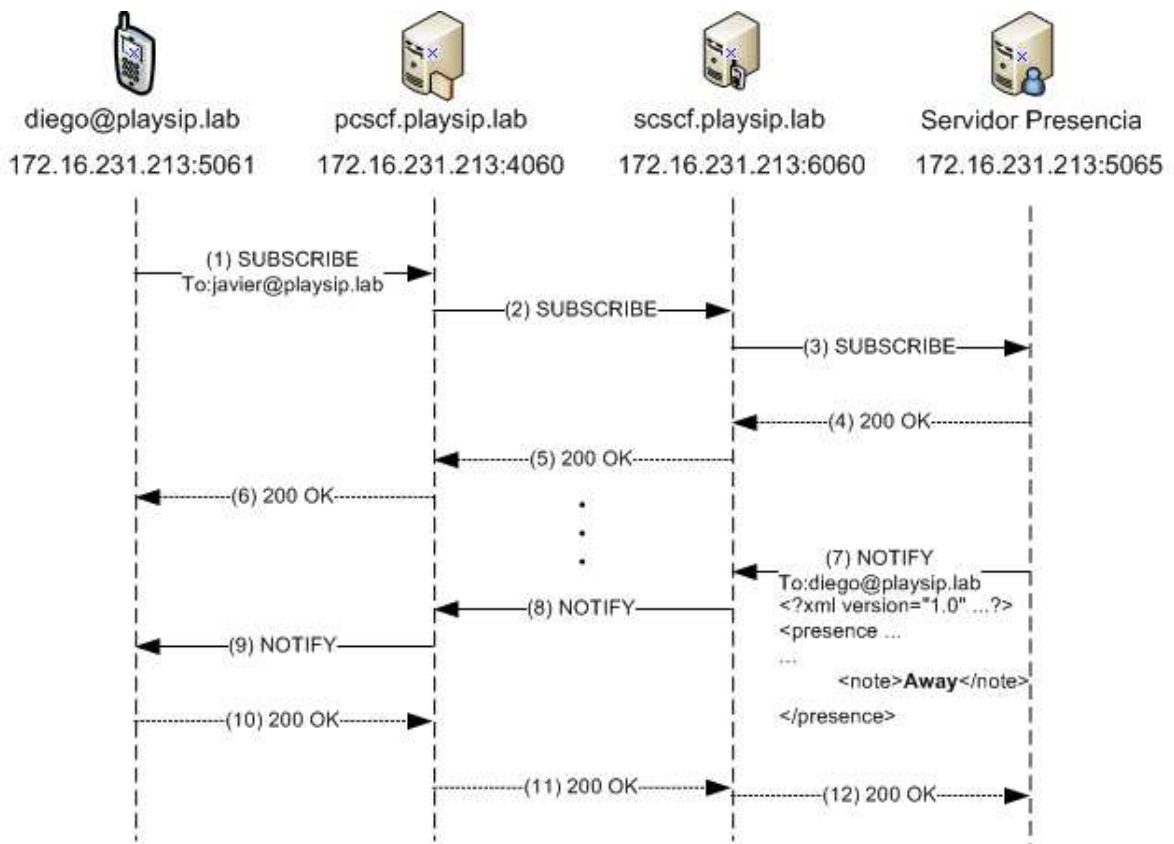 diego@playsip.lab
pcscf.playsip.lab
scscf.playsip.lab
Servidor Presencia
172.16.231.213:5061
172.16.231.213:4060
172.16.231.213:6060
172.16.231.213:5065
(1) SUBSCRIBE
To:javier@playsip.lab
(2) SUBSCRIBE
(3) SUBSCRIBE
(4) 200 OK
(5) 200 OK
(6) 200 OK
(7) NOTIFY
To:diego@playsip.lab
<?xml version="1.0" ...?>
<presence ...
...
<note>Away</note>
</presence>
(8) NOTIFY
(9) NOTIFY
(10) 200 OK
(11) 200 OK
(12) 200 OK